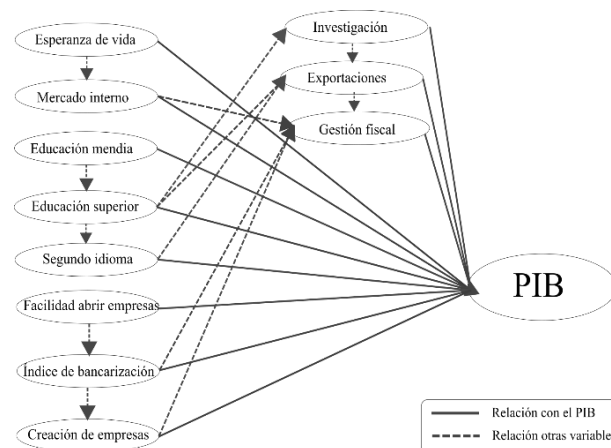 Esperanza de vida
Mercado interno
Educación mendia
Educación superior
Segundo idioma
Facilidad abrir empresas
Índice de bancarización
Creación de empresas
Investigación
Exportaciones
Gestión fiscal
PIB
Relación con el PIB
Relación otras variable